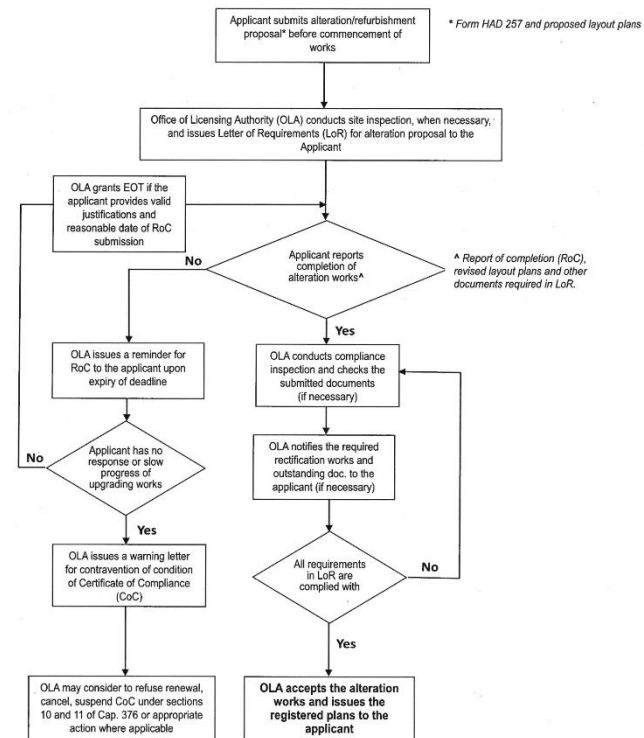 Applicant submits alteration/refurbishment
proposal* before commencement of
works
* Form HAD 257 and proposed layout plans
Office of Licensing Authority (OLA) conducts site inspection, when necessary,
and issues Letter of Requirements (LoR) for alteration proposal to the
Applicant
OLA grants EOT if the
applicant provides valid
justifications and
reasonable date of RoC
submission
No
Applicant reports
completion of
alteration works^
^ Report of completion (RoC),
revised layout plans and other
documents required in LoR.
Yes
OLA issues a reminder for
RoC to the applicant upon
expiry of deadline
OLA conducts compliance
inspection and checks the
submitted documents
(if necessary)
No
Applicant has no
response or slow
progress of
upgrading works
OLA notifies the required
rectification works and
outstanding doc. to the
applicant (if necessary)
Yes
OLA issues a warning letter
for contravention of condition
of Certificate of Compliance
(CoC)
All requirements
in LoR are
complied with
No
Yes
OLA may consider to refuse renewal,
cancel, suspend CoC under sections
10 and 11 of Cap. 376 or appropriate
action where applicable
OLA accepts the alteration
works and issues the
registered plans to the
applicant